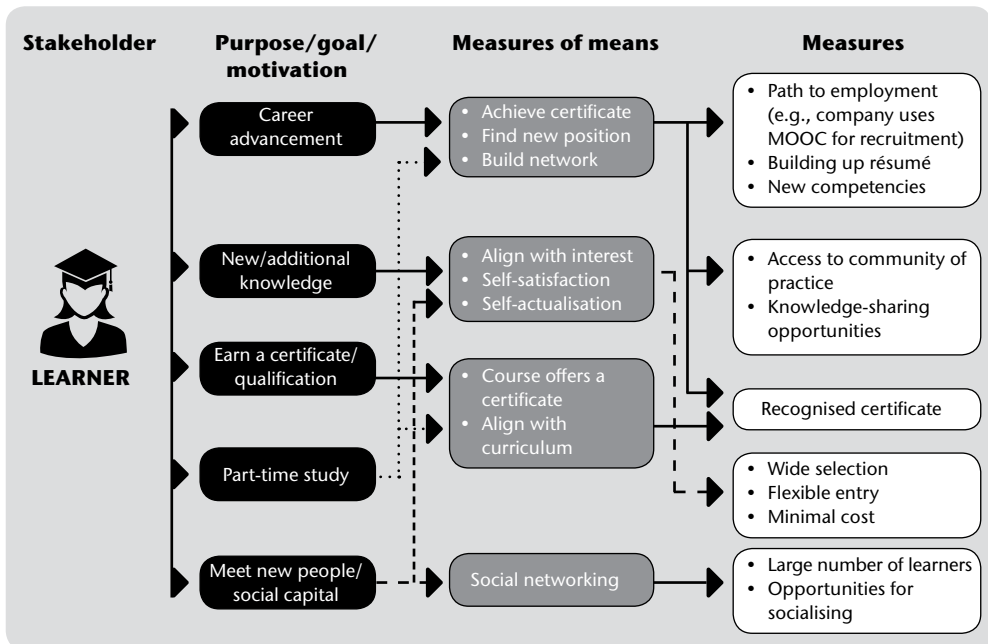 Stakeholder
Purpose/goal/
motivation
Measures of means
Measures
LEARNER
Career
advancement
New/additional
knowledge
Earn a certificate/
qualification
Part-time study
Meet new people/
social capital
• Achieve certificate
• Find new position
• Build network
• Align with interest
• Self-satisfaction
• Self-actualisation
• Course offers a
certificate
• Align with
curriculum
Social networking
• Path to employment
(e.g., company uses
MOOC for recruitment)
• Building up résumé
• New competencies
• Access to community of
practice
• Knowledge-sharing
opportunities
Recognised certificate
• Wide selection
• Flexible entry
• Minimal cost
• Large number of learners
• Opportunities for
socialising